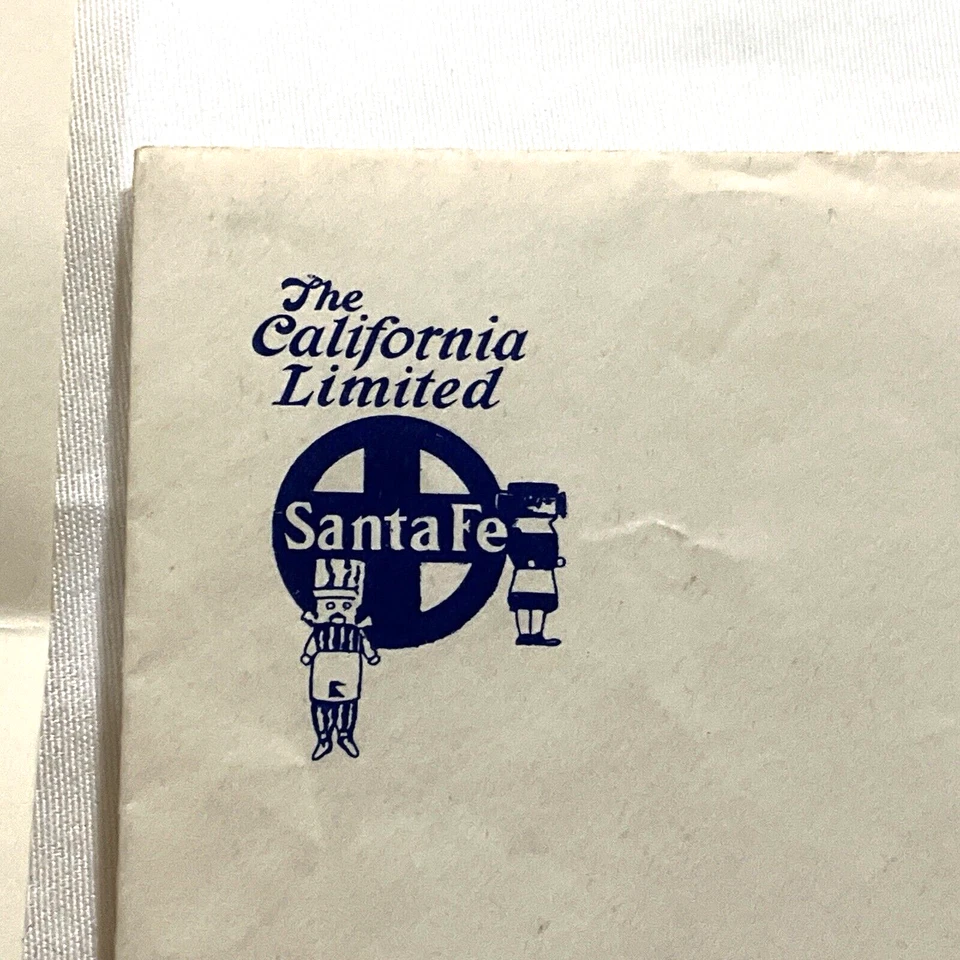 The
California
Limited
Santa Fe